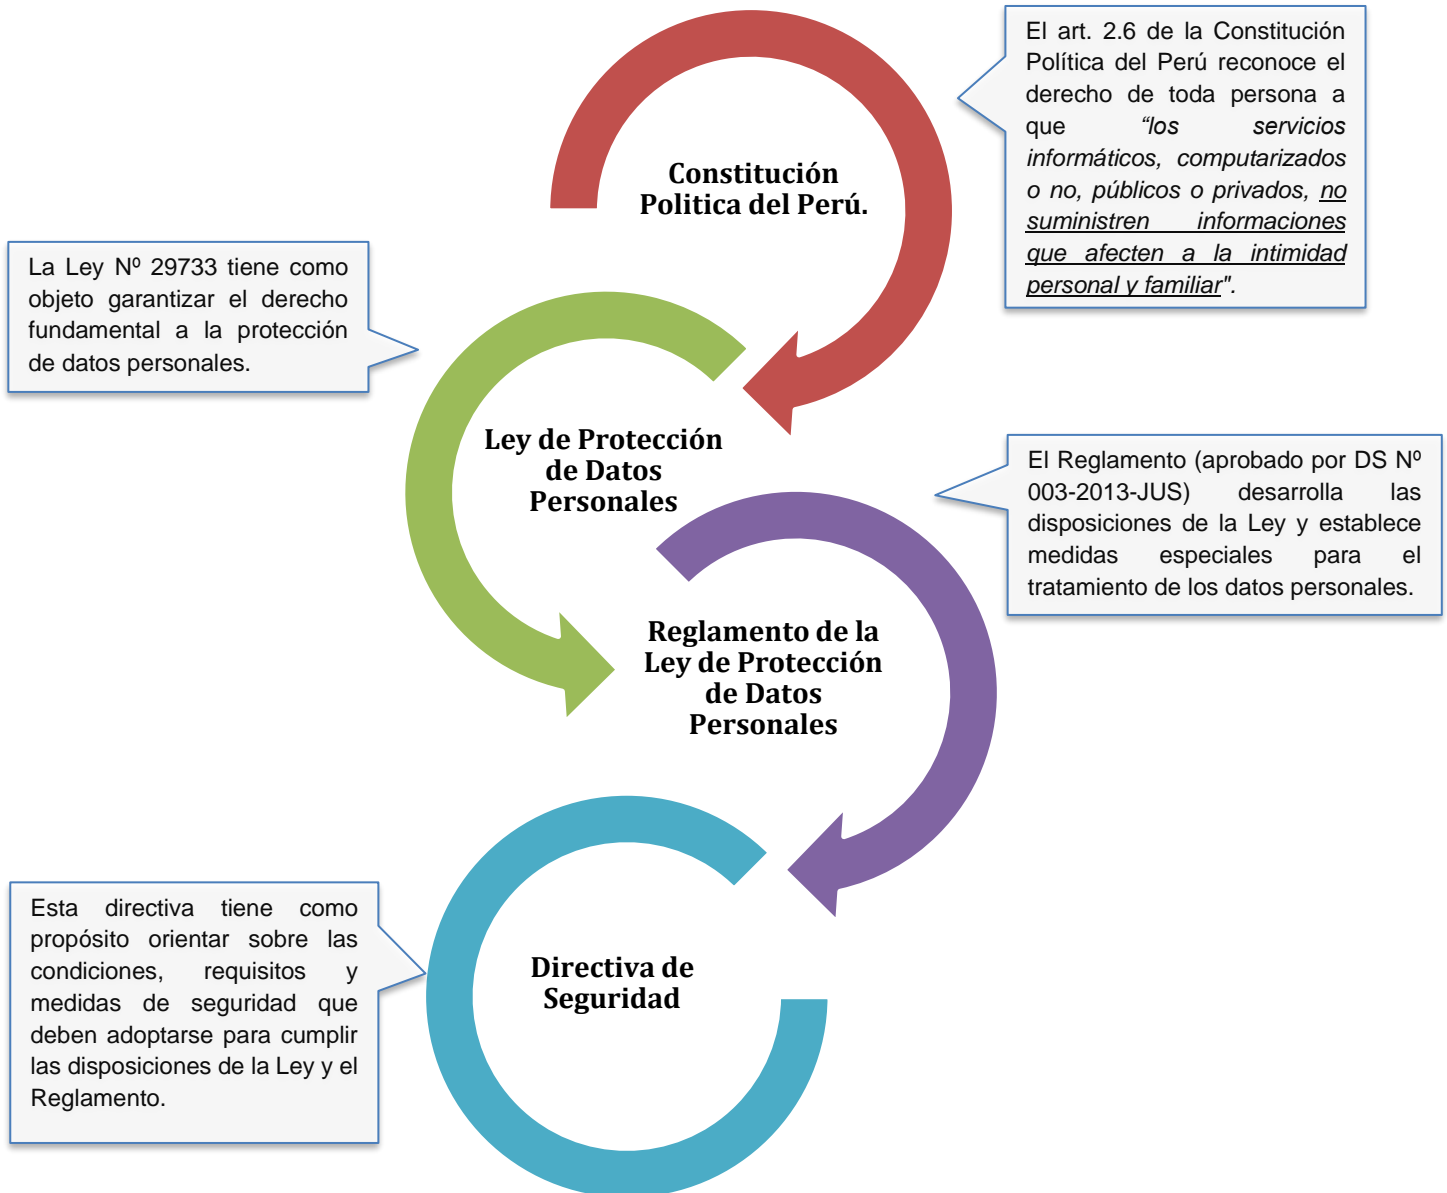 El art. 2.6 de la Constitución
Política del Perú reconoce el
derecho de toda persona a
que “los servicios
informáticos, computarizados
o no, públicos o privados, no
suministren informaciones
que afecten a la intimidad
personal y familiar".
Constitución
Politica del Perú.
La Ley Nº 29733 tiene como
objeto garantizar el derecho
fundamental a la protección
de datos personales.
Ley de Protección
de Datos
Personales
El Reglamento (aprobado por DS Nº
003-2013-JUS) desarrolla las
disposiciones de la Ley y establece
medidas especiales para el
tratamiento de los datos personales.
Reglamento de la
Ley de Protección
de Datos
Personales
Esta directiva tiene como
propósito orientar sobre las
condiciones, requisitos y
medidas de seguridad que
deben adoptarse para cumplir
las disposiciones de la Ley y el
Reglamento.
Directiva de
Seguridad